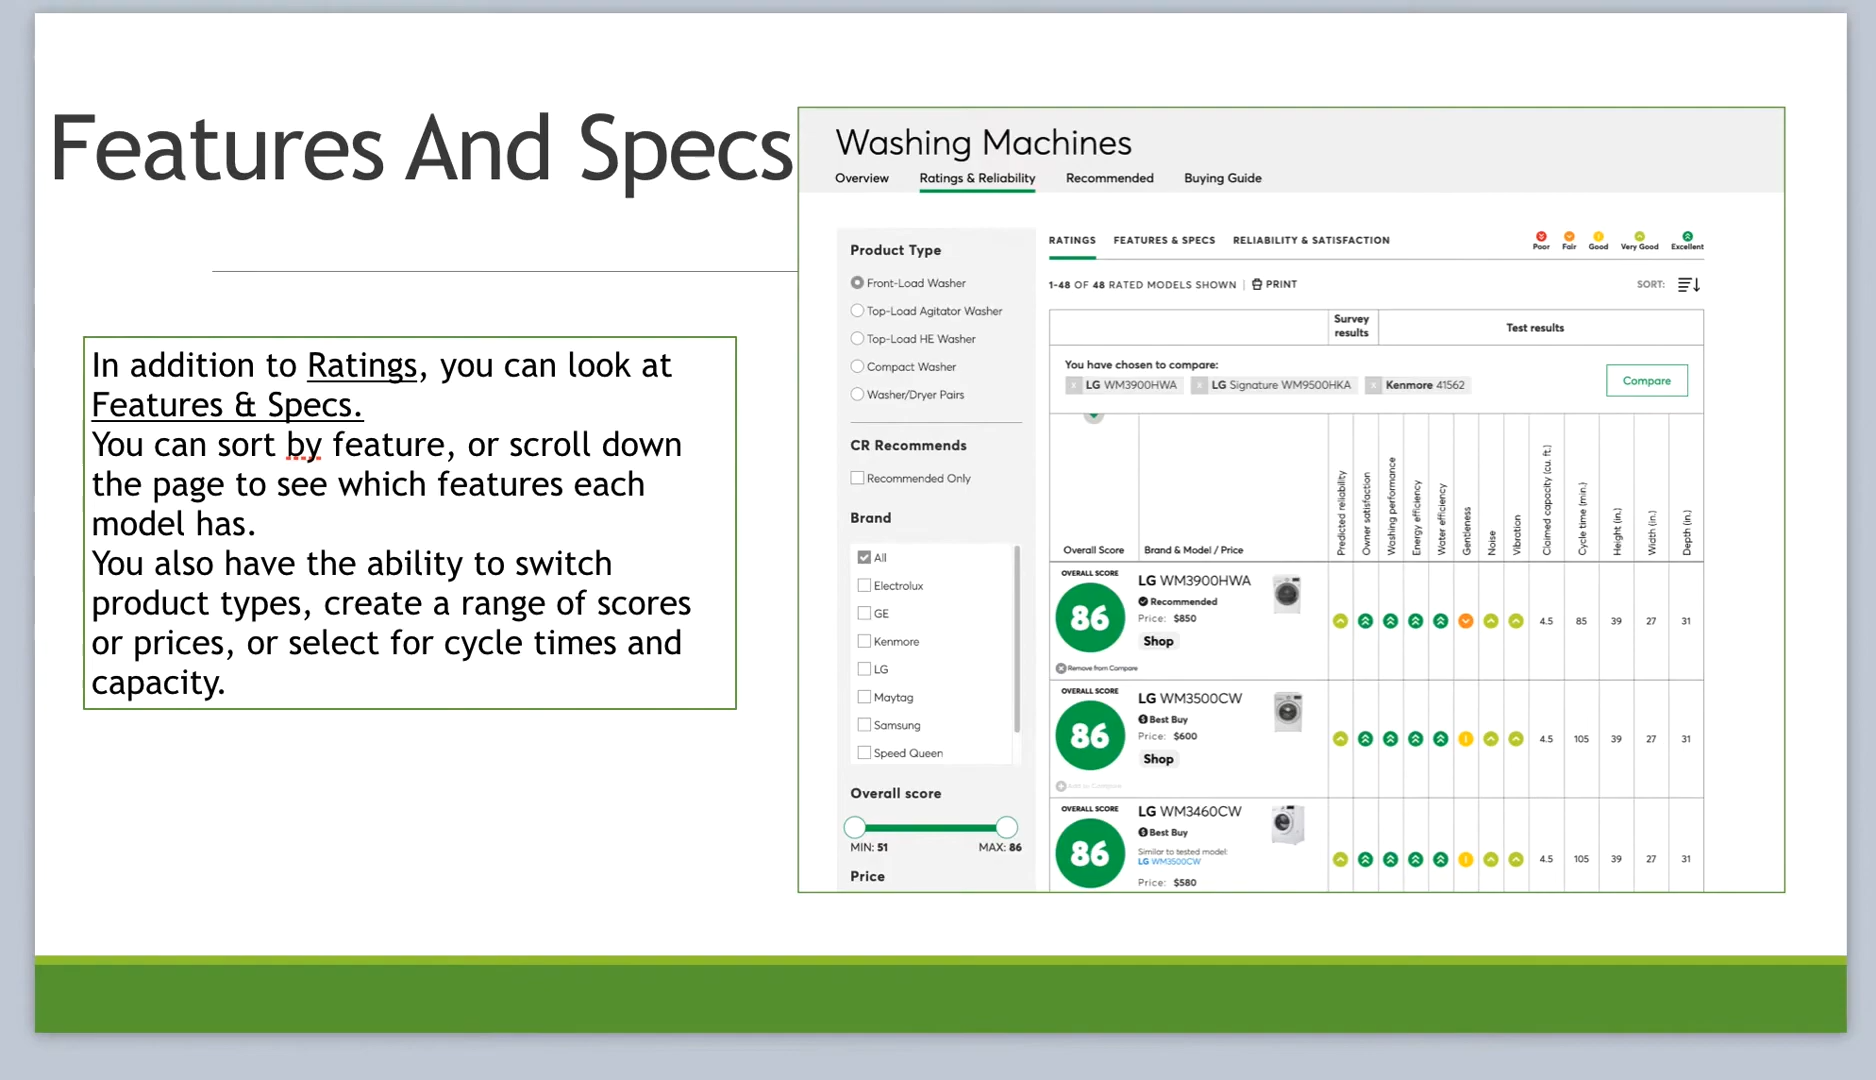 Features And Specs
In addition to Ratings, you can look at
Features & Specs.
You can sort by feature, or scroll down
the page to see which features each
model has.
You also have the ability to switch
product types, create a range of scores
or prices, or select for cycle times and
capacity.
Washing Machines
Overview Ratings & Reliability Recommended Buying Guide
Product Type
Front-Load Washer
Top-Load Agitator Washer
Top-Load HE Washer
Compact Washer
Washer/Dryer Pairs
CR Recommends
Recommended Only
Brand
All
Electrolux
GE
Kenmore
LG
Maytag
Samsung
Speed Queen
Overall score
MIN: 51 MAX: 86
Price
RATINGS FEATURES & SPECS RELIABILITY & SATISFACTION
Poor Fair Good Very Good Excellent
1-48 OF 48 RATED MODELS SHOWN | PRINT
SORT:
Survey
results
Test results
You have chosen to compare:
x LG WM3900HWA x LG Signature WM9500HKA x Kenmore 41562
Compare
Overall Score Brand & Model / Price
Predicted reliability
Owner satisfaction
Washing performance
Energy efficiency
Water efficiency
Gentleness
Noise
Vibration
Claimed capacity (cu. ft.)
Cycle time (min.)
Height (in.)
Width (in.)
Depth (in.)
OVERALL SCORE
86
LG WM3900HWA
Recommended
Price: $850
Shop
Remove from Compare
4.5 85 39 27 31
OVERALL SCORE
86
LG WM3500CW
Best Buy
Price: $600
Shop
Add to Compare
4.5 105 39 27 31
OVERALL SCORE
86
LG WM3460CW
Best Buy
Similar to tested model:
LG WM3500CW
Price: $580
4.5 105 39 27 31